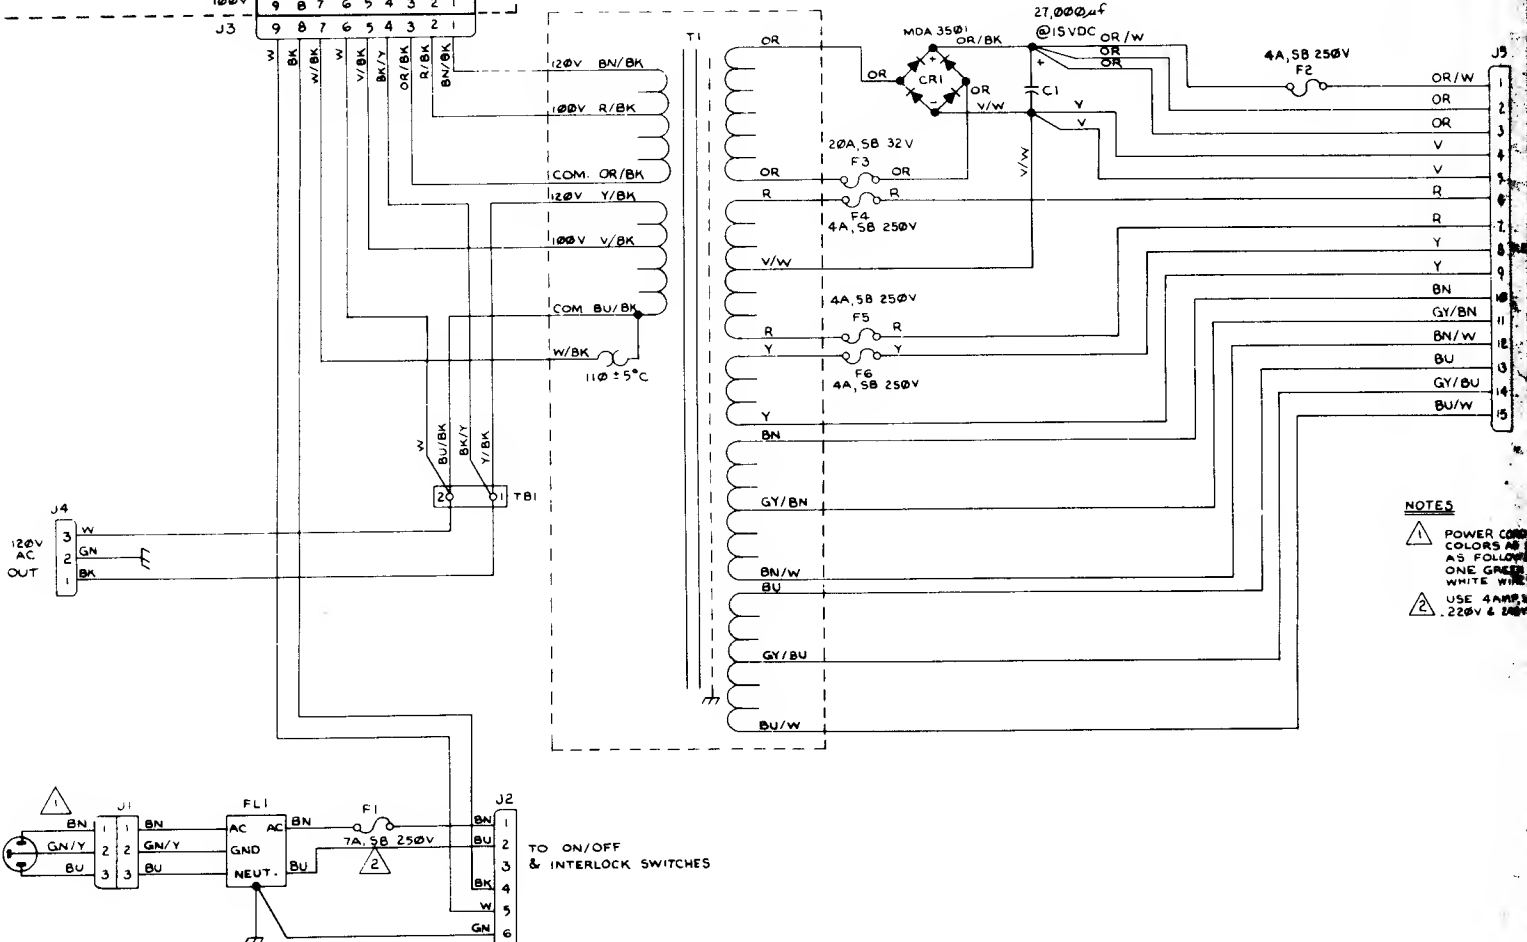 100V 9 8 7 6 5 4 3 2 1
J3 9 8 7 6 5 4 3 2 1
W BK W/BK W V/BK BK/Y OR/BK R/BK BN/BK
120V BN/BK
100V R/BK
COM. OR/BK
120V Y/BK
100V V/BK
COM BU/BK
W/BK
110 ± 5°C
T1
OR
OR
R
V/W
R
Y
Y
BN
GY/BN
BN/W
BU
GY/BU
BU/W
OR
MDA 3501
CR1
+
-
OR
OR/BK
V/W
27,000µf
@15VDC
+
C1
V/W
OR/W
OR
OR
V
V
4A, SB 250V
F2
20A, SB 32V
F3
OR
R
F4
4A, SB 250V
4A, SB 250V
F5
R
Y
F6
4A, SB 250V
J5
OR/W 1
OR 2
OR 3
V 4
V 5
R 6
R 7
Y 8
Y 9
BN 10
GY/BN 11
BN/W 12
BU 13
GY/BU 14
BU/W 15
W BU/BK BK/Y Y/BK
2 1 TB1
J4
120V
AC
OUT
3 W
2 GN
1 BK
NOTES
1 POWER
COLORS
AS
ONE
WHITE
2 USE
220V &
1
J1
BN 1 1 BN
GN/Y 2 2 GN/Y
BU 3 3 BU
FL1
AC AC
GND
NEUT.
BN
BU
F1
7A, SB 250V
2
J2
BN 1
BU 2
3
BK 4
W 5
GN 6
TO ON/OFF
& INTERLOCK SWITCHES